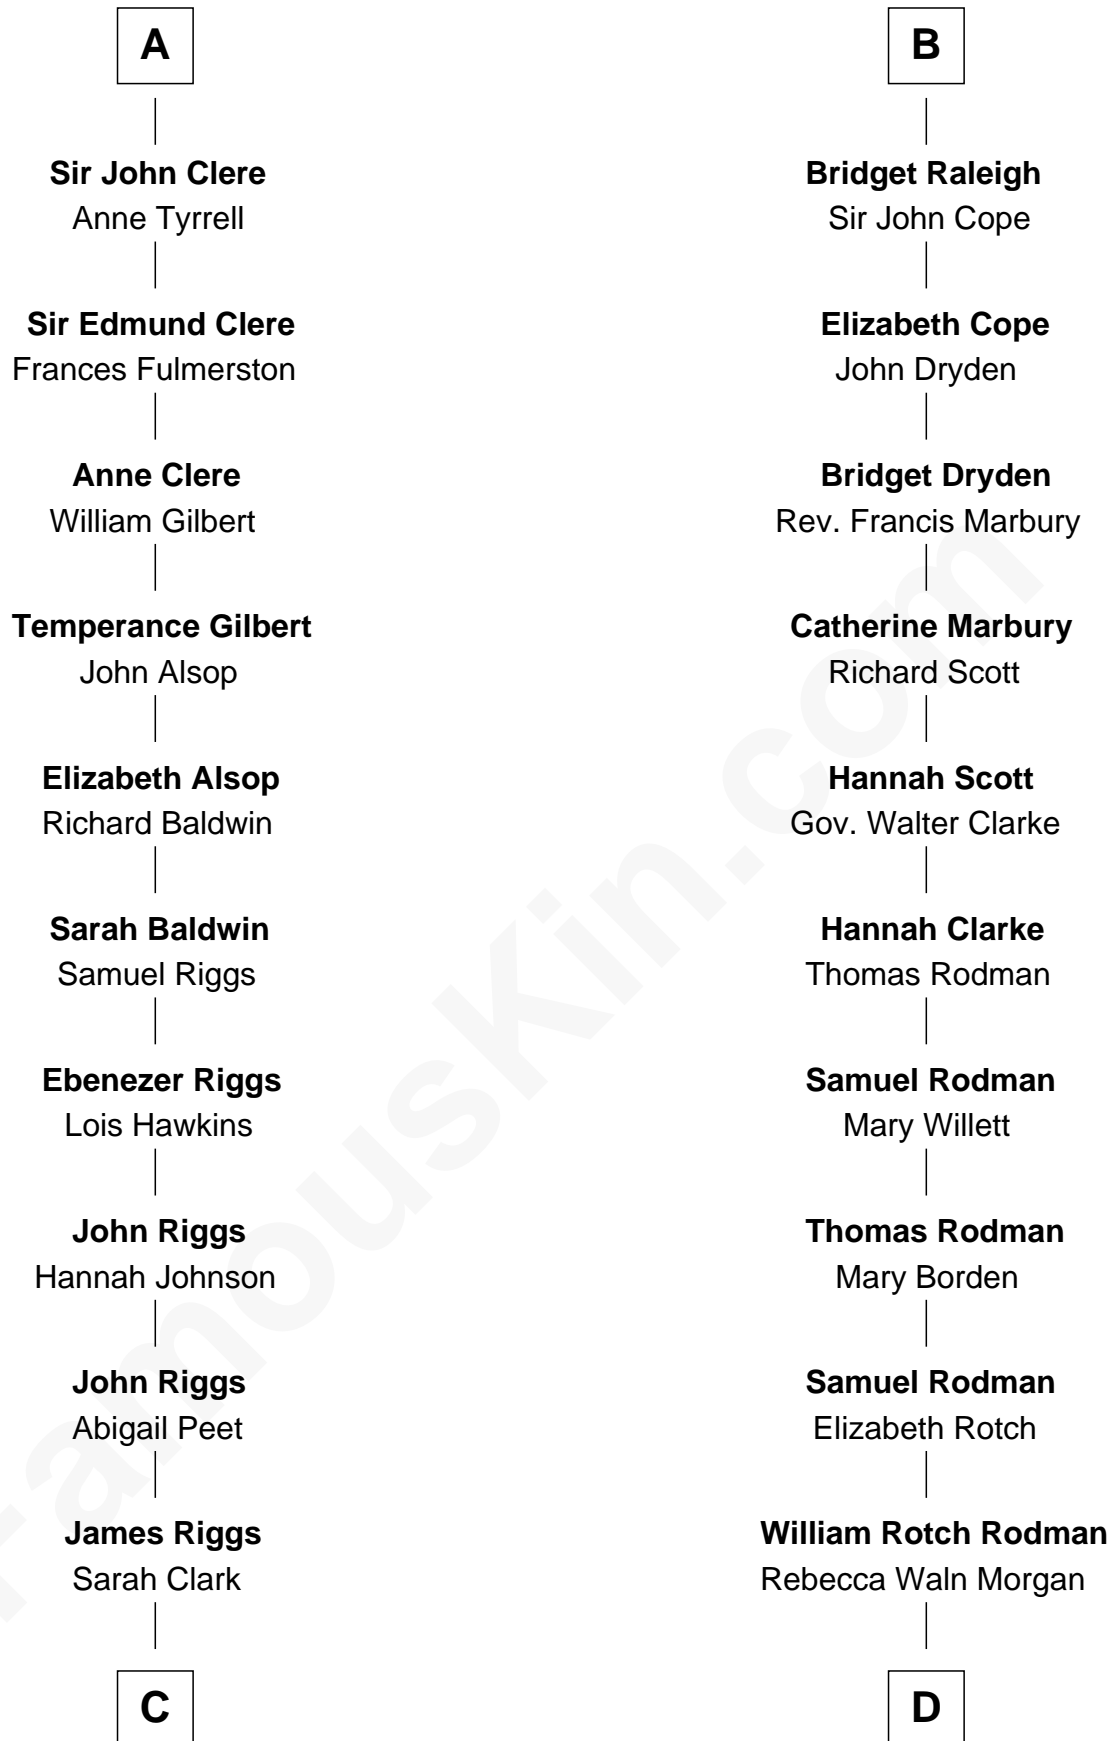 A
Sir John Clere
Anne Tyrrell
Sir Edmund Clere
Frances Fulmerston
Anne Clere
William Gilbert
Temperance Gilbert
John Alsop
Elizabeth Alsop
Richard Baldwin
Sarah Baldwin
Samuel Riggs
Ebenezer Riggs
Lois Hawkins
John Riggs
Hannah Johnson
John Riggs
Abigail Peet
James Riggs
Sarah Clark
C
B
Bridget Raleigh
Sir John Cope
Elizabeth Cope
John Dryden
Bridget Dryden
Rev. Francis Marbury
Catherine Marbury
Richard Scott
Hannah Scott
Gov. Walter Clarke
Hannah Clarke
Thomas Rodman
Samuel Rodman
Mary Willett
Thomas Rodman
Mary Borden
Samuel Rodman
Elizabeth Rotch
William Rotch Rodman
Rebecca Waln Morgan
D
FamousKin.com